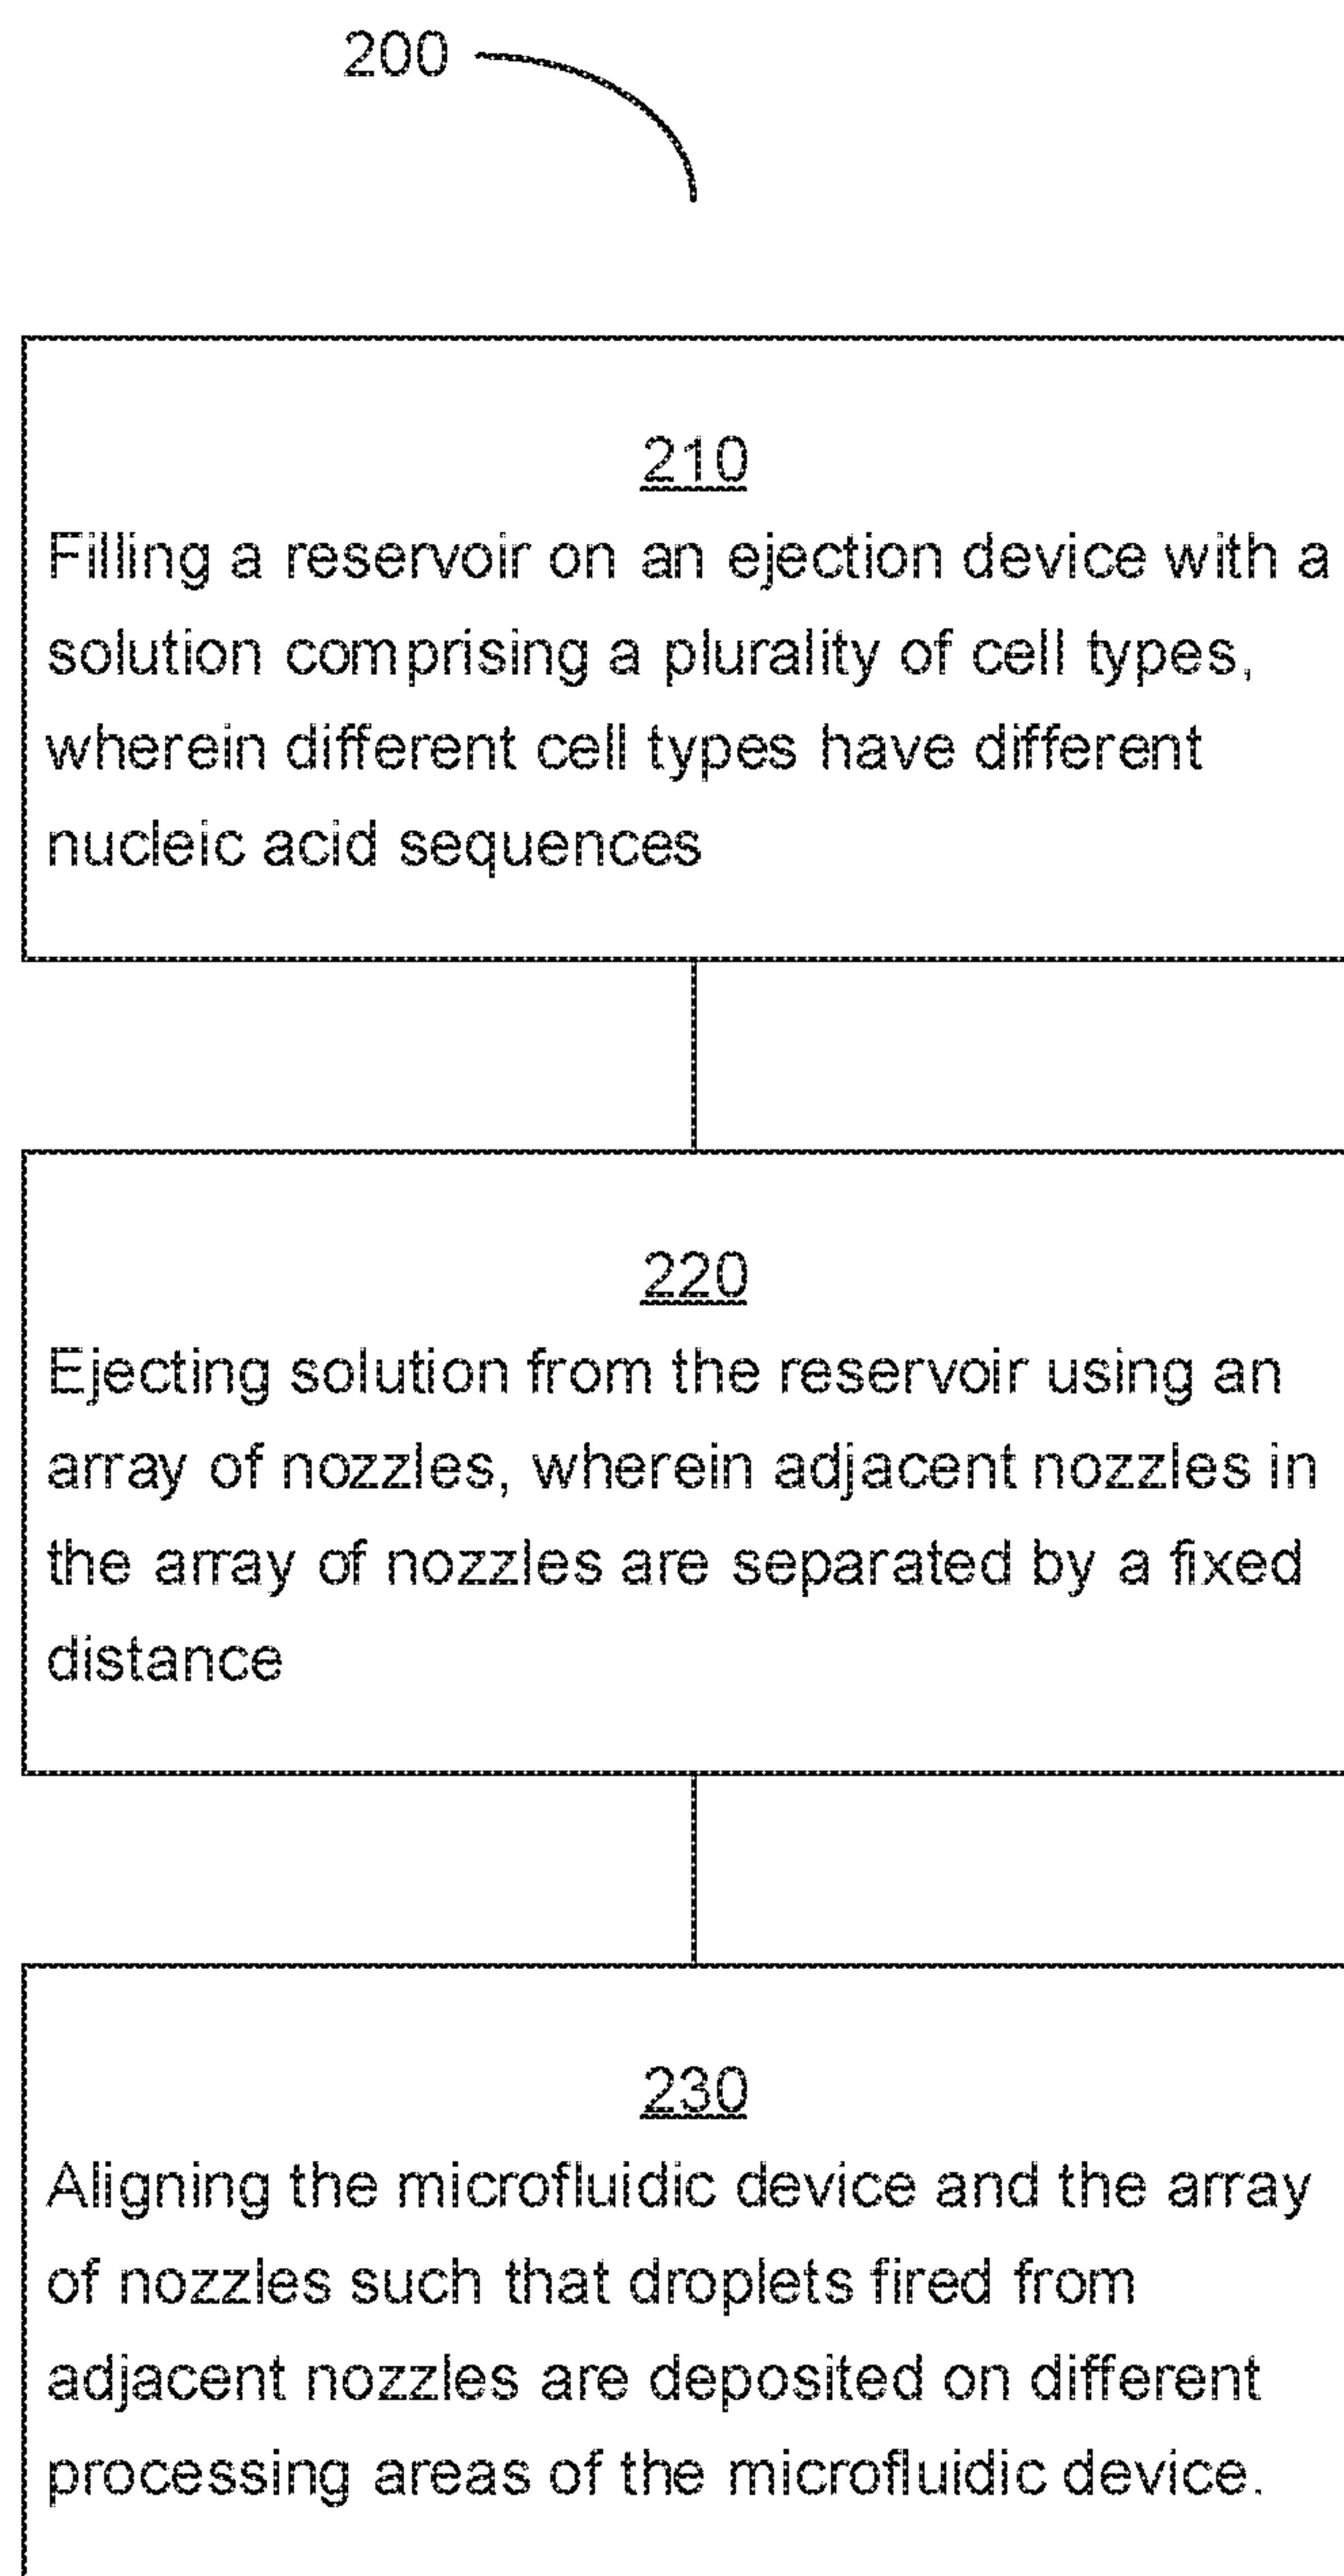 200
210
Filling a reservoir on an ejection device with a
solution comprising a plurality of cell types,
wherein different cell types have different
nucleic acid sequences
220
Ejecting solution from the reservoir using an
array of nozzles, wherein adjacent nozzles in
the array of nozzles are separated by a fixed
distance
230
Aligning the microfluidic device and the array
of nozzles such that droplets fired from
adjacent nozzles are deposited on different
processing areas of the microfluidic device.